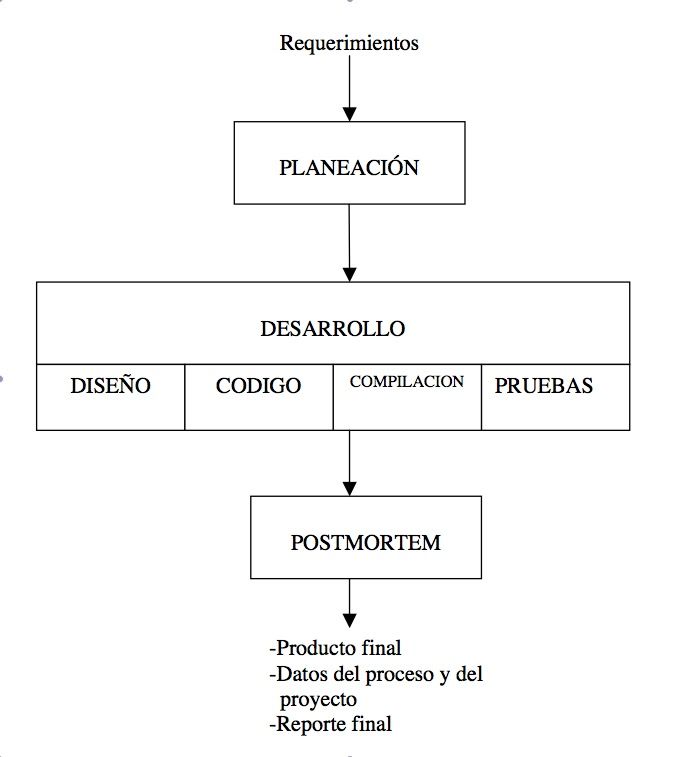 Requerimientos
PLANEACIÓN
DESARROLLO
DISEÑO
CODIGO
COMPILACION
PRUEBAS
POSTMORTEM
-Producto final
-Datos del proceso y del
proyecto
-Reporte final